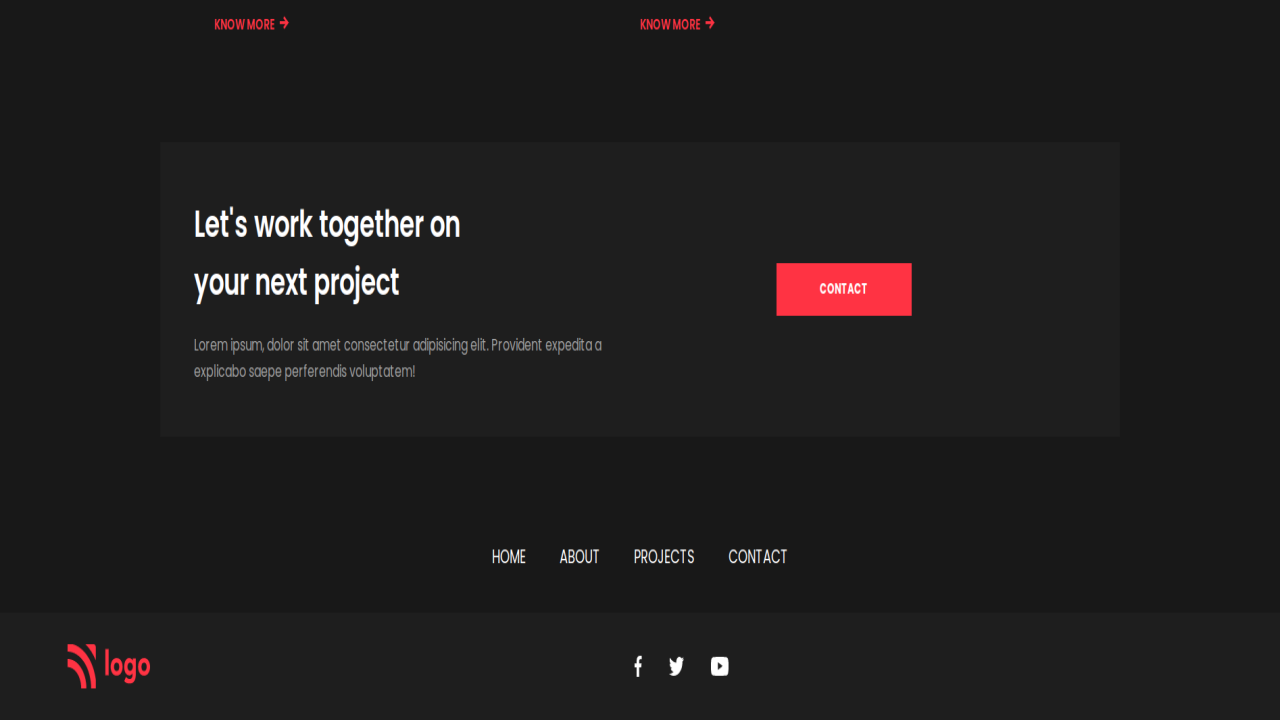 KNOW MORE
KNOW MORE
Let's work together on
your next project
Lorem ipsum, dolor sit amet consectetur adipisicing elit. Provident expedita a
explicabo saepe perferendis voluptatem!
CONTACT
HOME ABOUT PROJECTS CONTACT
logo